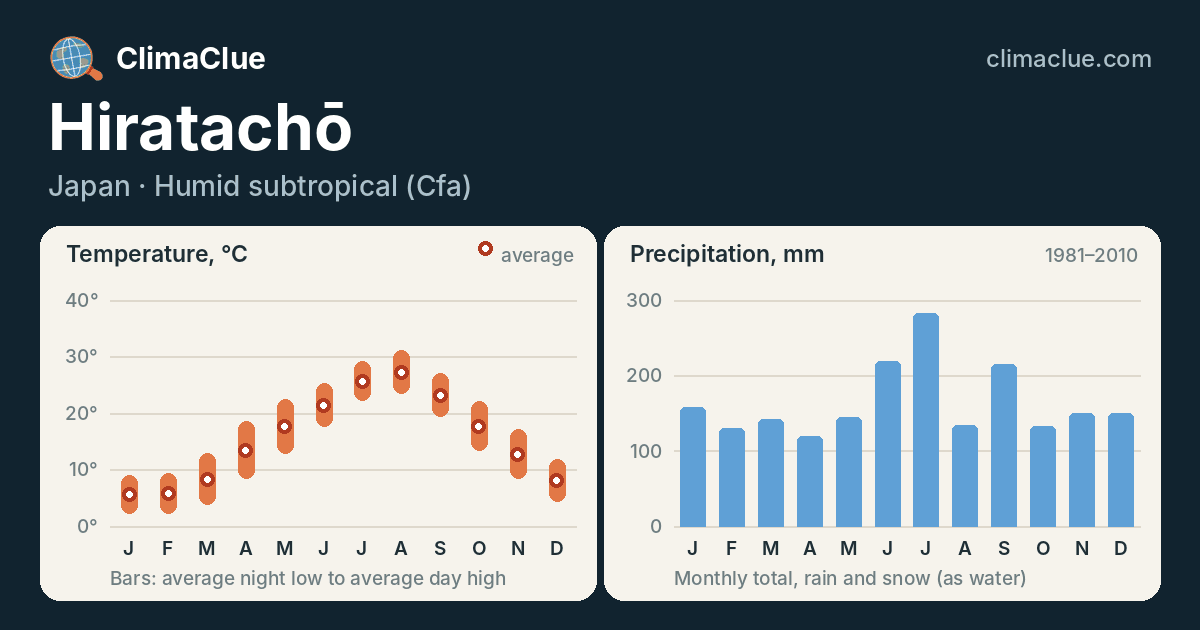 ClimaClue
climaclue.com
Hiratachō
Japan · Humid subtropical (Cfa)
Temperature, °C
average
40°
30°
20°
10°
0°
J F M A M J J A S O N D
Bars: average night low to average day high
Precipitation, mm
1981–2010
300
200
100
0
J F M A M J J A S O N D
Monthly total, rain and snow (as water)